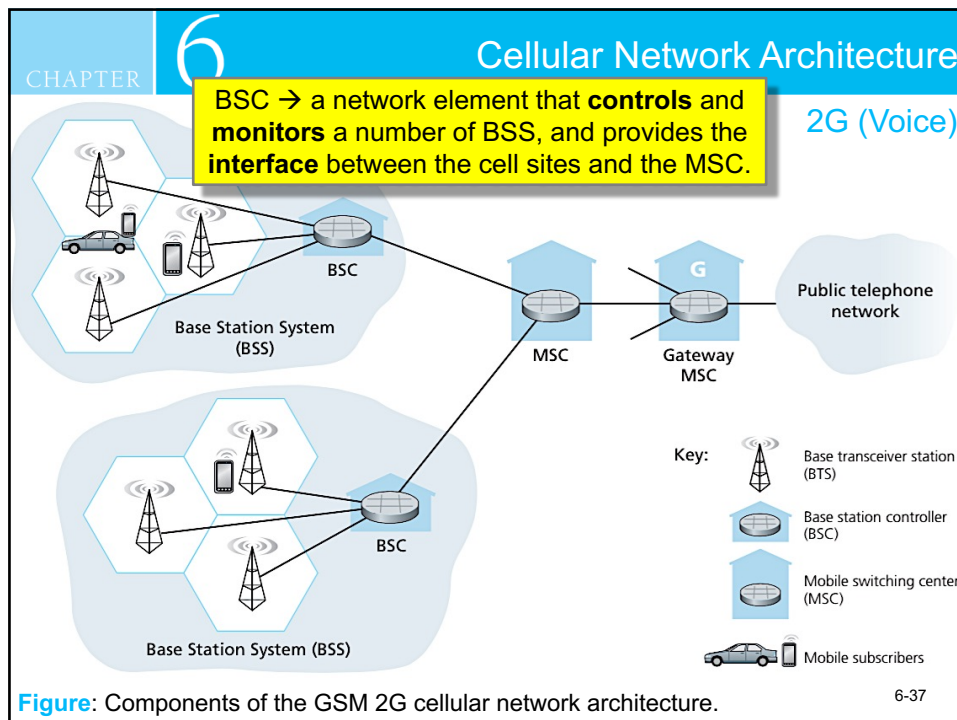 CHAPTER
6
Cellular Network Architecture
2G (Voice)
BSC → a network element that controls and
monitors a number of BSS, and provides the
interface between the cell sites and the MSC.
BSC
Base Station System
(BSS)
MSC
G
Gateway
MSC
Public telephone
network
BSC
Base Station System (BSS)
Key:
Base transceiver station
(BTS)
Base station controller
(BSC)
Mobile switching center
(MSC)
Mobile subscribers
Figure: Components of the GSM 2G cellular network architecture.
6-37